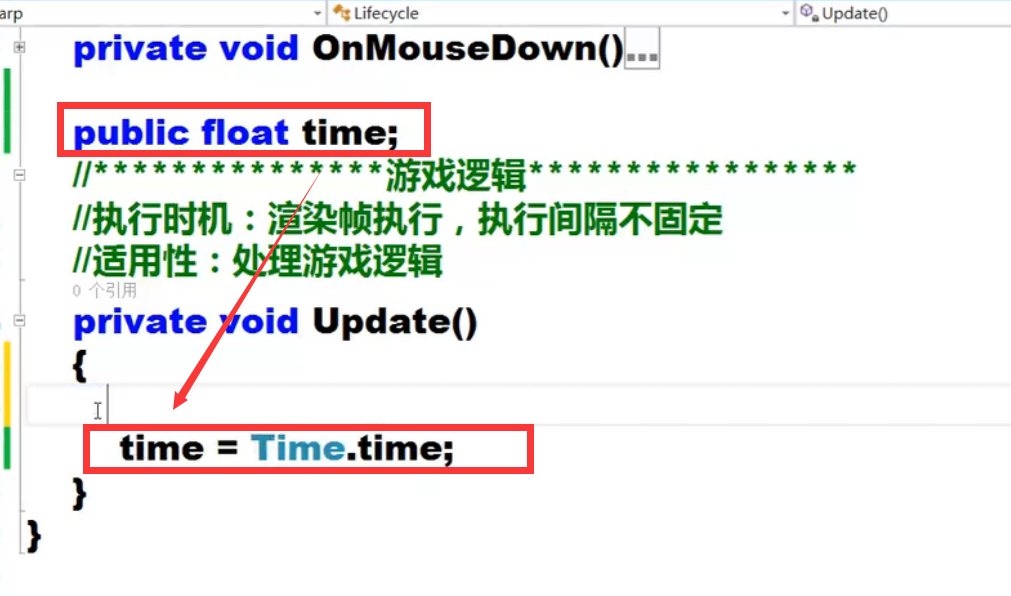 arp Lifecycle Update()
private void OnMouseDown()...
public float time;
//***************游戏逻辑*****************
//执行时机：渲染帧执行，执行间隔不固定
//适用性：处理游戏逻辑
0 个引用
private void Update()
{
time = Time.time;
}
}